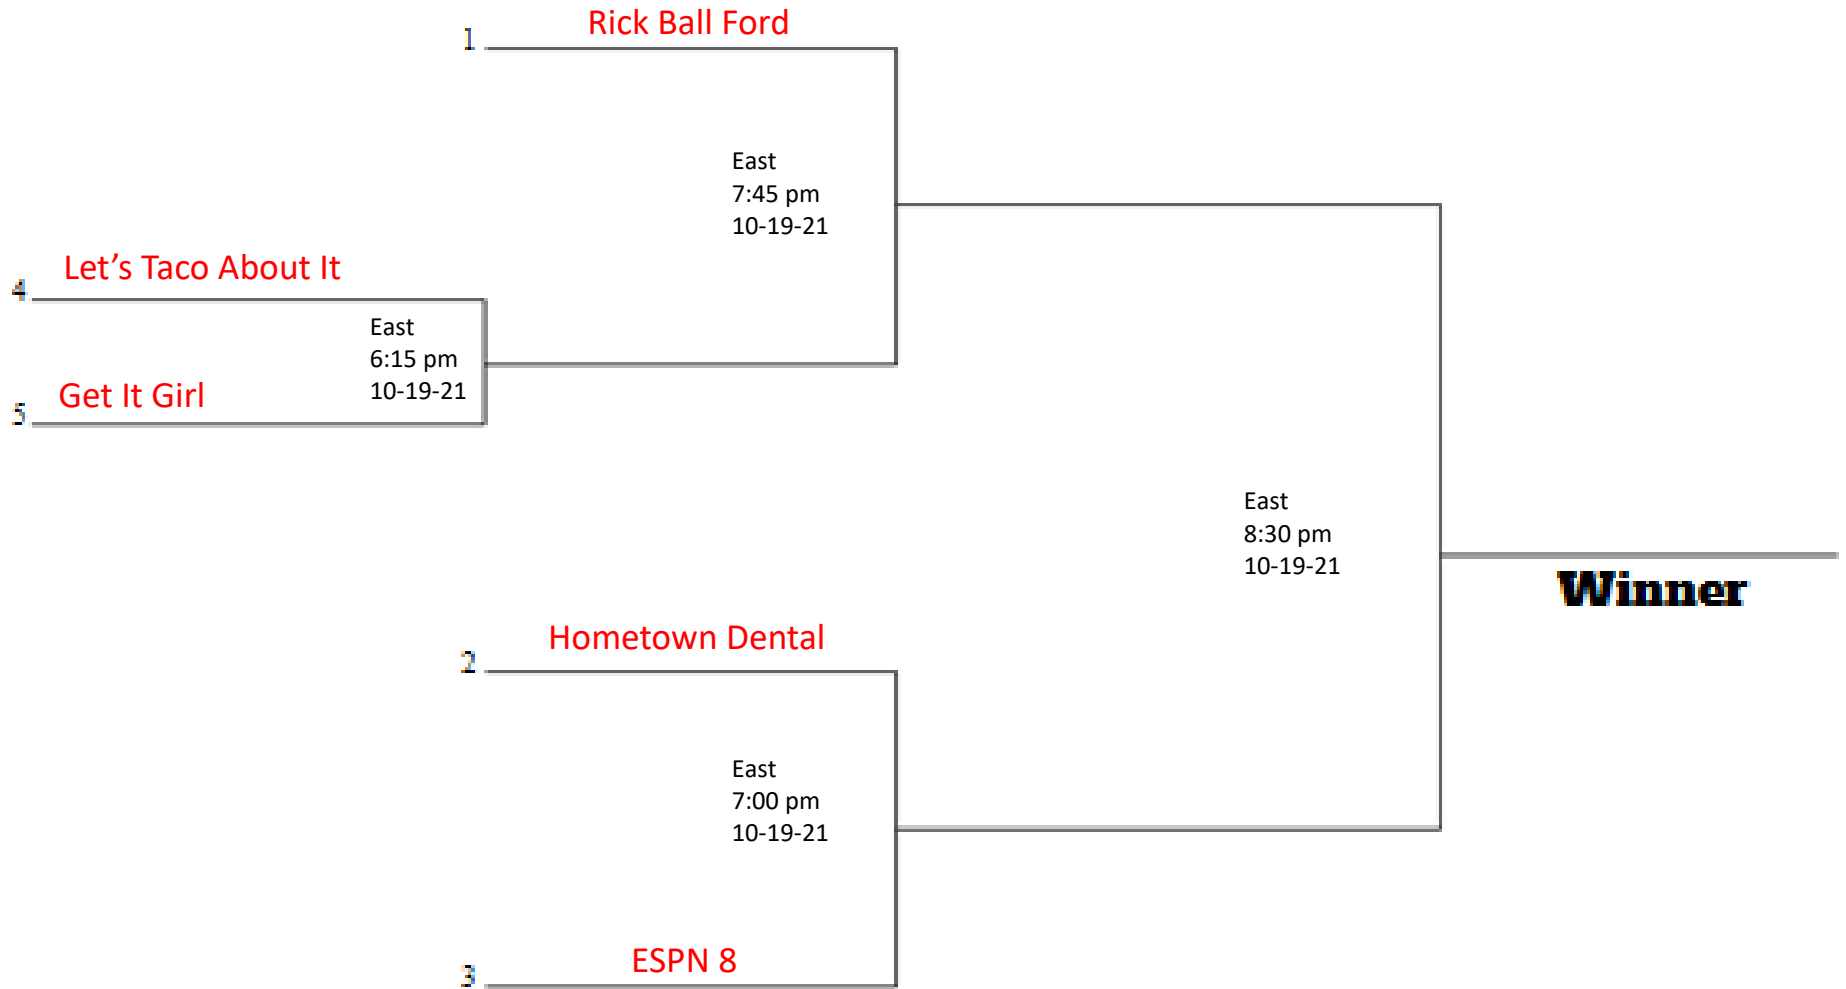 Rick Ball Ford
1
East
7:45 pm
10-19-21
Let’s Taco About It
4
East
6:15 pm
10-19-21
Get It Girl
5
East
8:30 pm
10-19-21
Winner
Hometown Dental
2
East
7:00 pm
10-19-21
ESPN 8
3